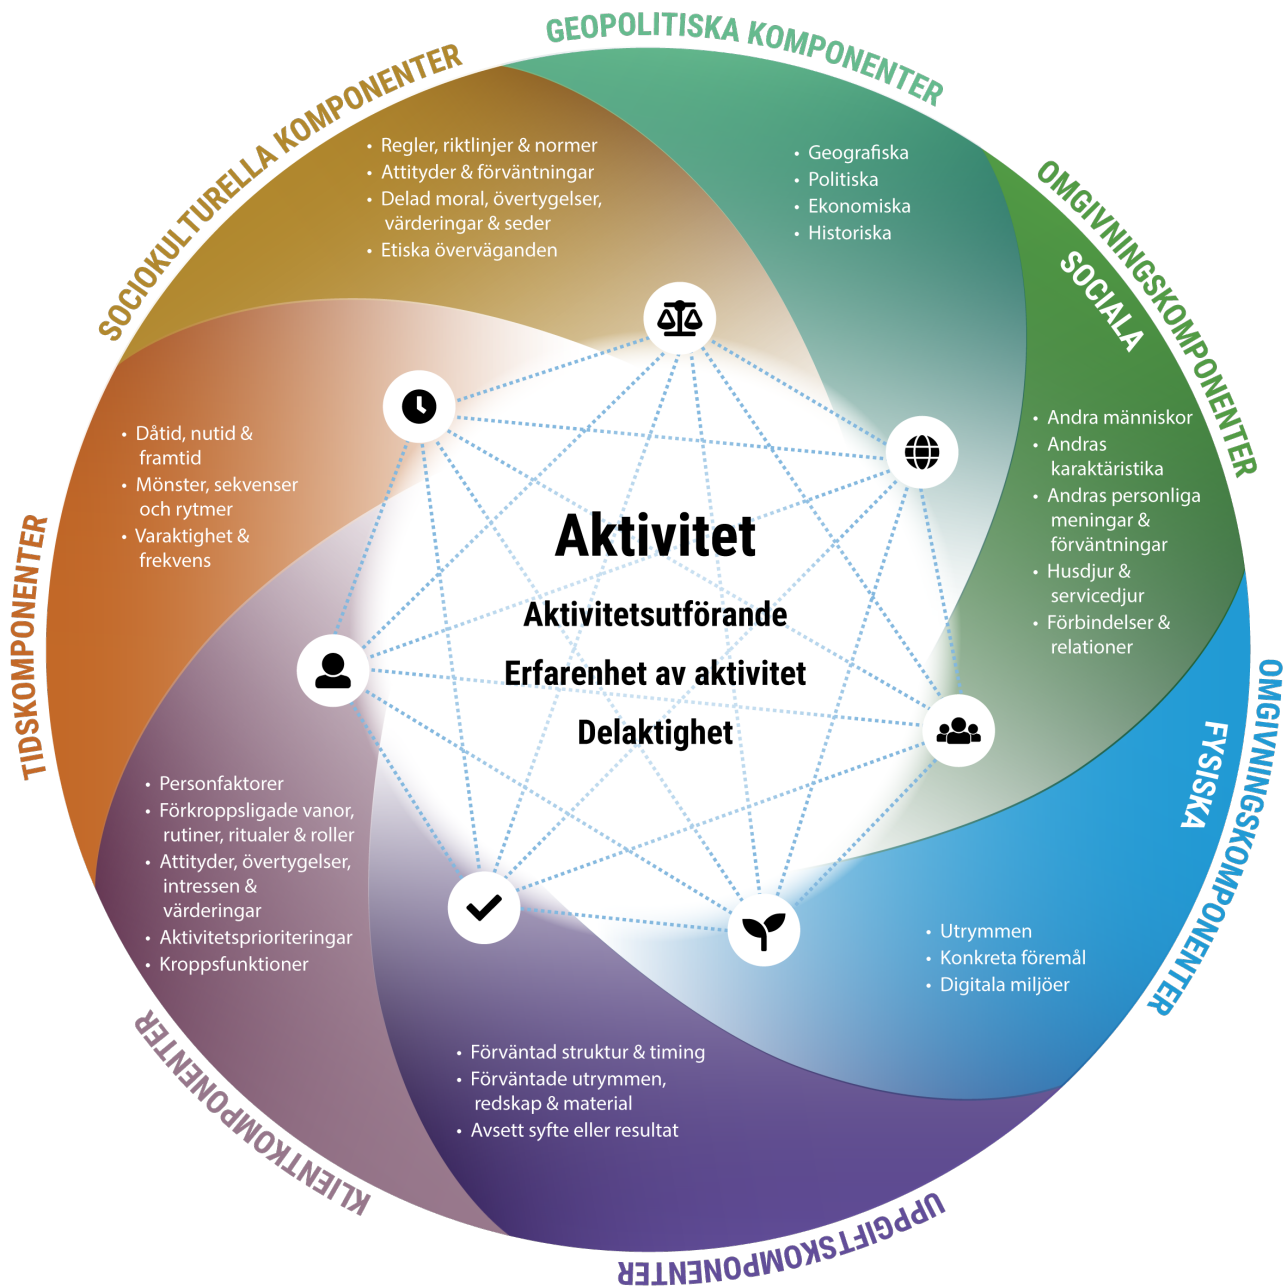 GEOPOLITISKA KOMPONENTER
• Geografiska
• Politiska
• Ekonomiska
• Historiska
OMGIVNINGSKOMPONENTER
SOCIALA
• Andra människor
• Andras
karaktäristika
• Andras personliga
meningar &
förväntningar
• Husdjur &
servicedjur
• Förbindelser &
relationer
OMGIVNINGSKOMPONENTER
FYSISKA
• Utrymmen
• Konkreta föremål
• Digitala miljöer
UPPGIFTSKOMPONENTER
• Förväntad struktur & timing
• Förväntade utrymmen,
redskap & material
• Avsett syfte eller resultat
KLIENTKOMPONENTER
• Personfaktorer
• Förkroppsligade vanor,
rutiner, ritualer & roller
• Attityder, övertygelser,
intressen &
värderingar
• Aktivitetsprioriteringar
• Kroppsfunktioner
TIDSKOMPONENTER
• Dåtid, nutid &
framtid
• Mönster, sekvenser
och rytmer
• Varaktighet &
frekvens
SOCIOKULTURELLA KOMPONENTER
• Regler, riktlinjer & normer
• Attityder & förväntningar
• Delad moral, övertygelser,
värderingar & seder
• Etiska överväganden
Aktivitet
Aktivitetsutförande
Erfarenhet av aktivitet
Delaktighet